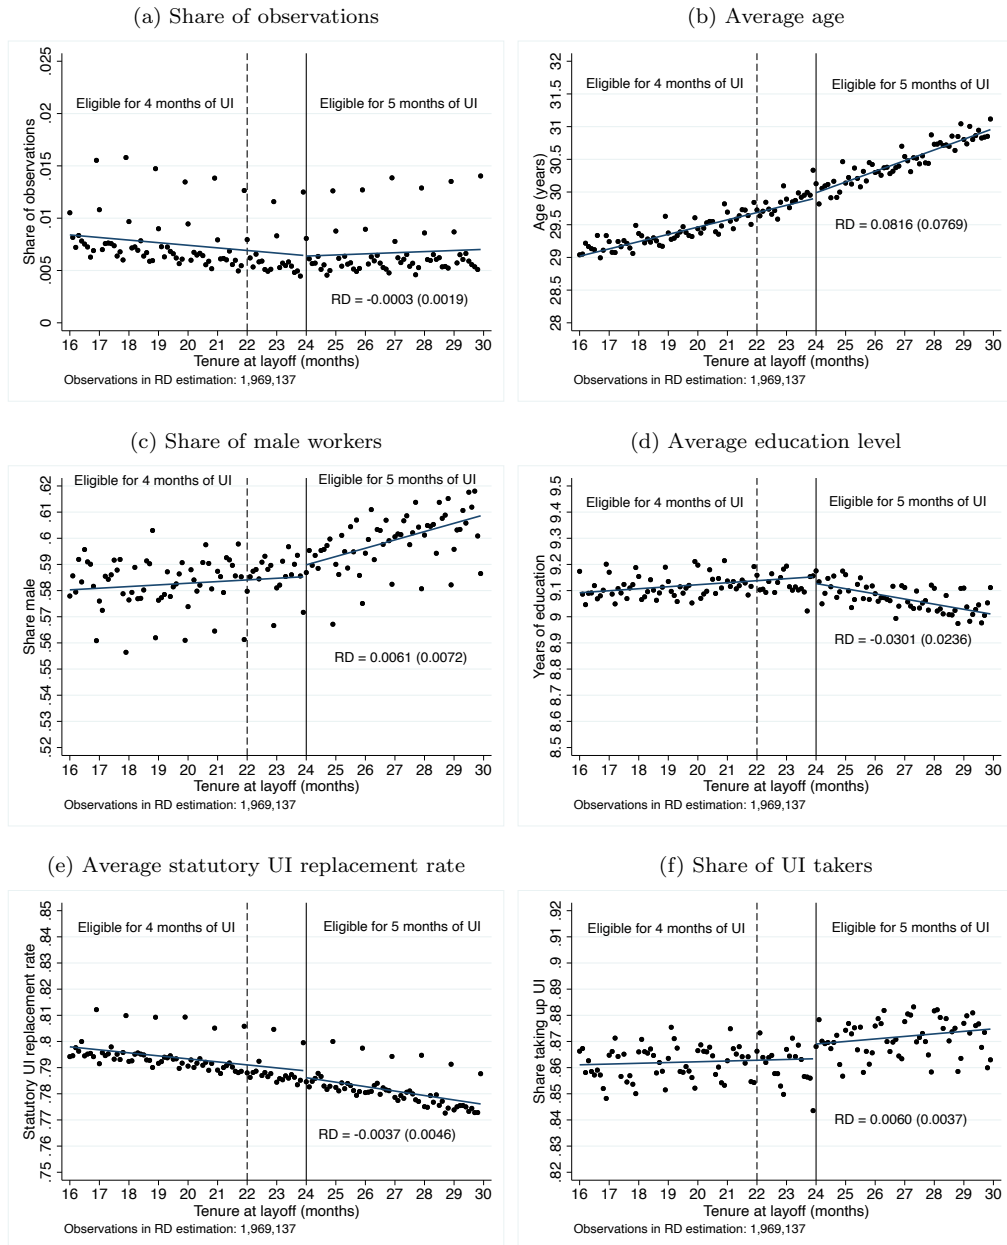 (a) Share of observations
Share of observations
0 .005 .01 .015 .02 .025
Eligible for 4 months of UI
Eligible for 5 months of UI
RD = -0.0003 (0.0019)
16 17 18 19 20 21 22 23 24 25 26 27 28 29 30
Tenure at layoff (months)
Observations in RD estimation: 1,969,137
(b) Average age
Age (years)
28 28.5 29 29.5 30 30.5 31 31.5 32
Eligible for 4 months of UI
Eligible for 5 months of UI
RD = 0.0816 (0.0769)
16 17 18 19 20 21 22 23 24 25 26 27 28 29 30
Tenure at layoff (months)
Observations in RD estimation: 1,969,137
(c) Share of male workers
Share male
.52 .53 .54 .55 .56 .57 .58 .59 .6 .61 .62
Eligible for 4 months of UI
Eligible for 5 months of UI
RD = 0.0061 (0.0072)
16 17 18 19 20 21 22 23 24 25 26 27 28 29 30
Tenure at layoff (months)
Observations in RD estimation: 1,969,137
(d) Average education level
Years of education
8.5 8.6 8.7 8.8 8.9 9 9.1 9.2 9.3 9.4 9.5
Eligible for 4 months of UI
Eligible for 5 months of UI
RD = -0.0301 (0.0236)
16 17 18 19 20 21 22 23 24 25 26 27 28 29 30
Tenure at layoff (months)
Observations in RD estimation: 1,969,137
(e) Average statutory UI replacement rate
Statutory UI replacement rate
.75 .76 .77 .78 .79 .8 .81 .82 .83 .84 .85
Eligible for 4 months of UI
Eligible for 5 months of UI
RD = -0.0037 (0.0046)
16 17 18 19 20 21 22 23 24 25 26 27 28 29 30
Tenure at layoff (months)
Observations in RD estimation: 1,969,137
(f) Share of UI takers
Share taking up UI
.82 .83 .84 .85 .86 .87 .88 .89 .9 .91 .92
Eligible for 4 months of UI
Eligible for 5 months of UI
RD = 0.0060 (0.0037)
16 17 18 19 20 21 22 23 24 25 26 27 28 29 30
Tenure at layoff (months)
Observations in RD estimation: 1,969,137